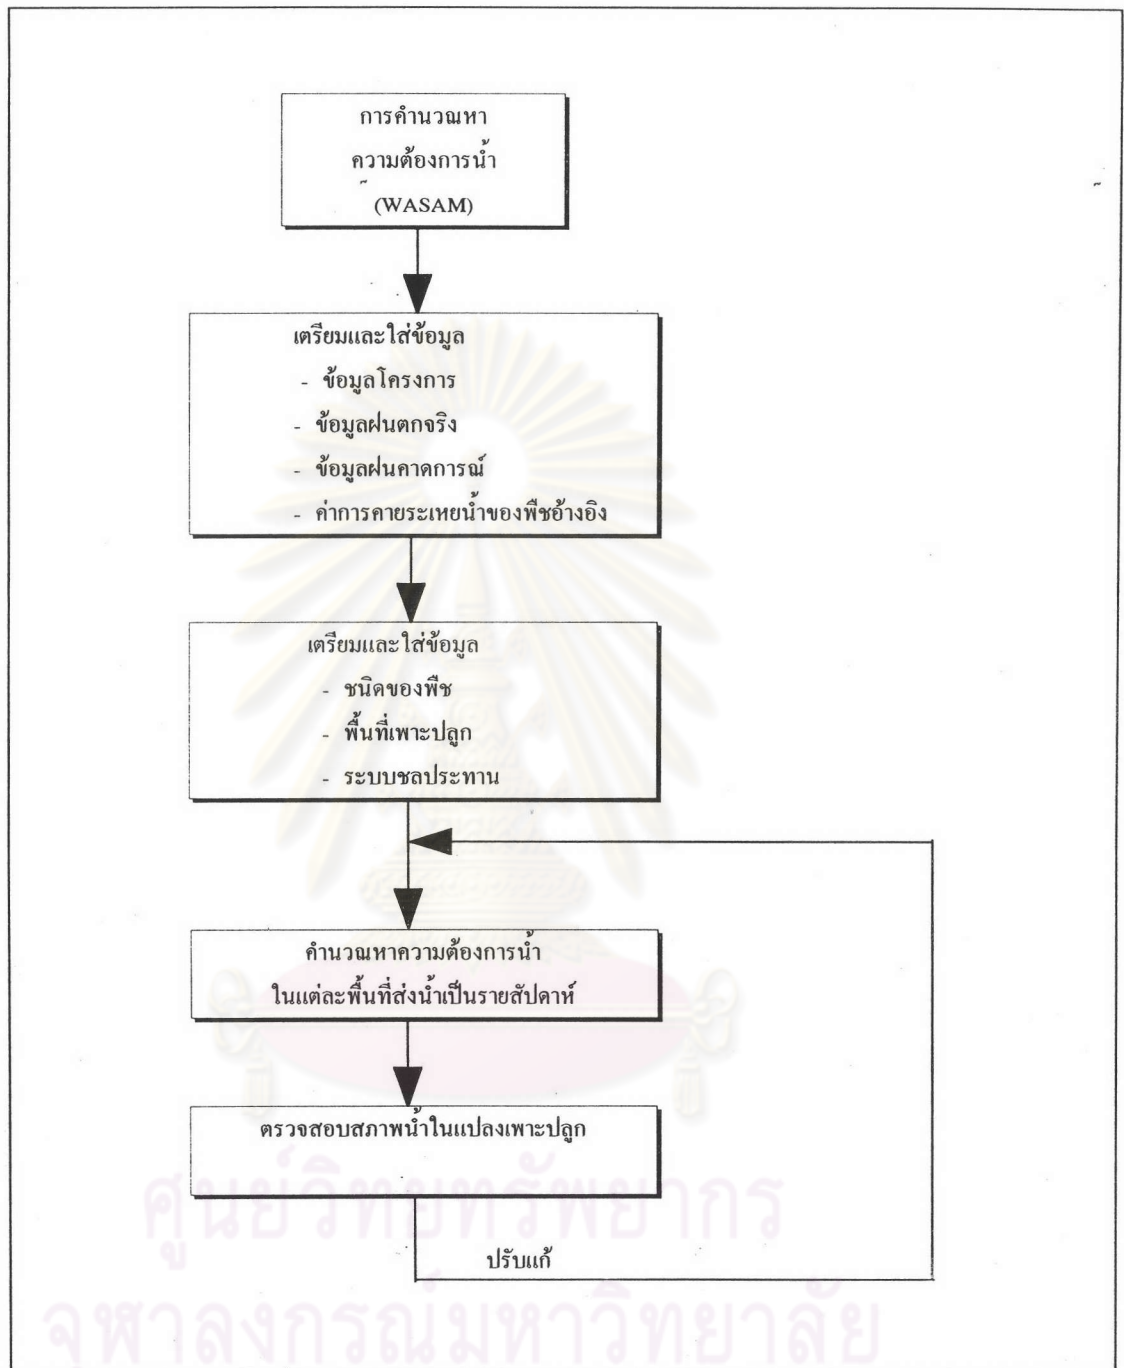 การคำนวณหา
ความต้องการน้ำ
(WASAM)
เตรียมและใส่ข้อมูล
- ข้อมูลโครงการ
- ข้อมูลฝนตกจริง
- ข้อมูลฝนคาดการณ์
- ค่าการคายระเหยน้ำของพืชอ้างอิง
เตรียมและใส่ข้อมูล
- ชนิดของพืช
- พื้นที่เพาะปลูก
- ระบบชลประทาน
คำนวณหาความต้องการน้ำ
ในแต่ละพื้นที่ส่งน้ำเป็นรายสัปดาห์
ตรวจสอบสภาพน้ำในแปลงเพาะปลูก
ปรับแก้
ศูนย์วิทยทรัพยากร
จุฬาลงกรณ์มหาวิทยาลัย